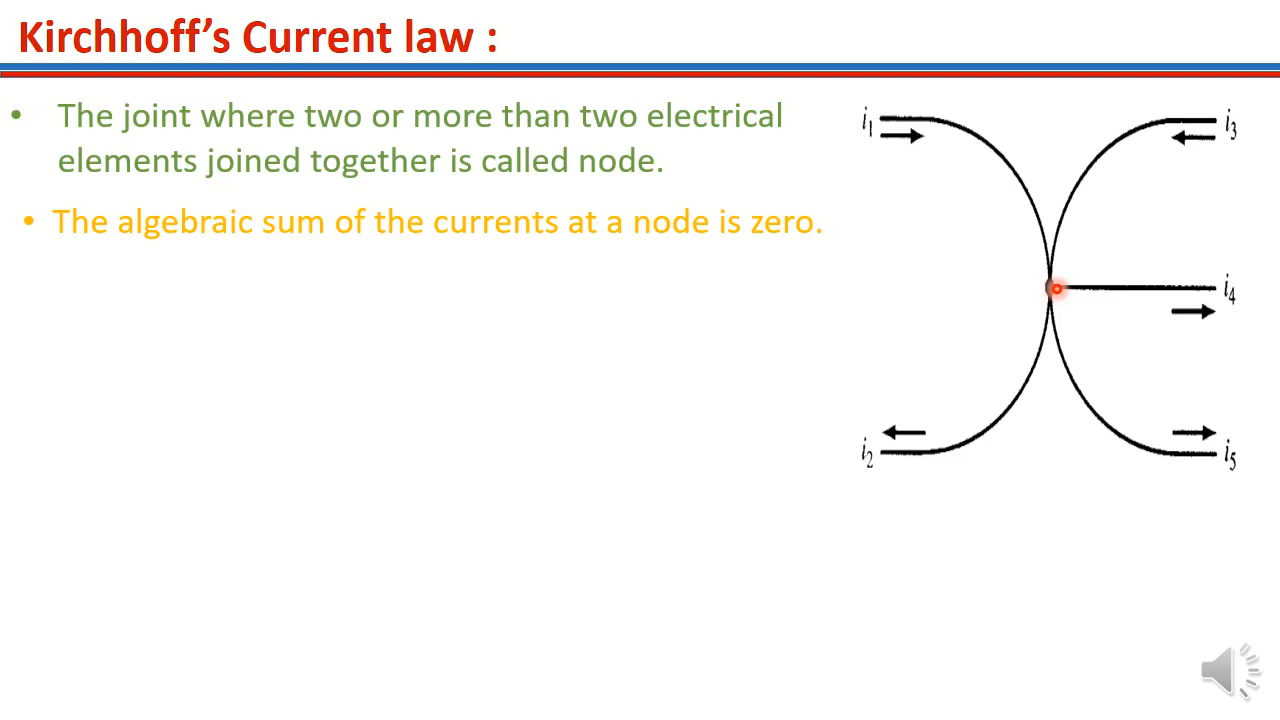 Kirchhoff’s Current law :
• The joint where two or more than two electrical
elements joined together is called node.
• The algebraic sum of the currents at a node is zero.
i1
i3
i4
i2
i5